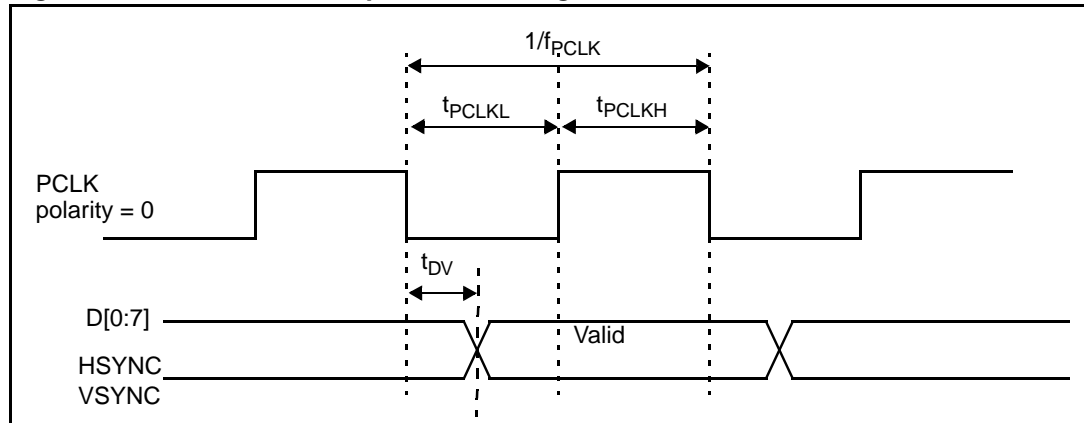 1/fPCLK
tPCLKL
tPCLKH
PCLK
polarity = 0
tDV
D[0:7]
Valid
HSYNC
VSYNC